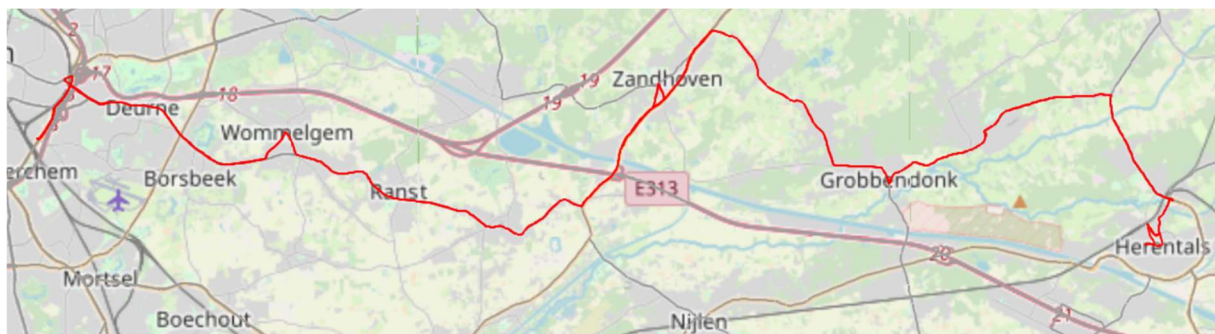 2
17
Deurne
18
19
19
Zandhoven
Wommelgem
erchem
Borsbeek
Ranst
E313
Grobbendonk
Mortsel
20
Herentals
Boechout
Nijlen
21